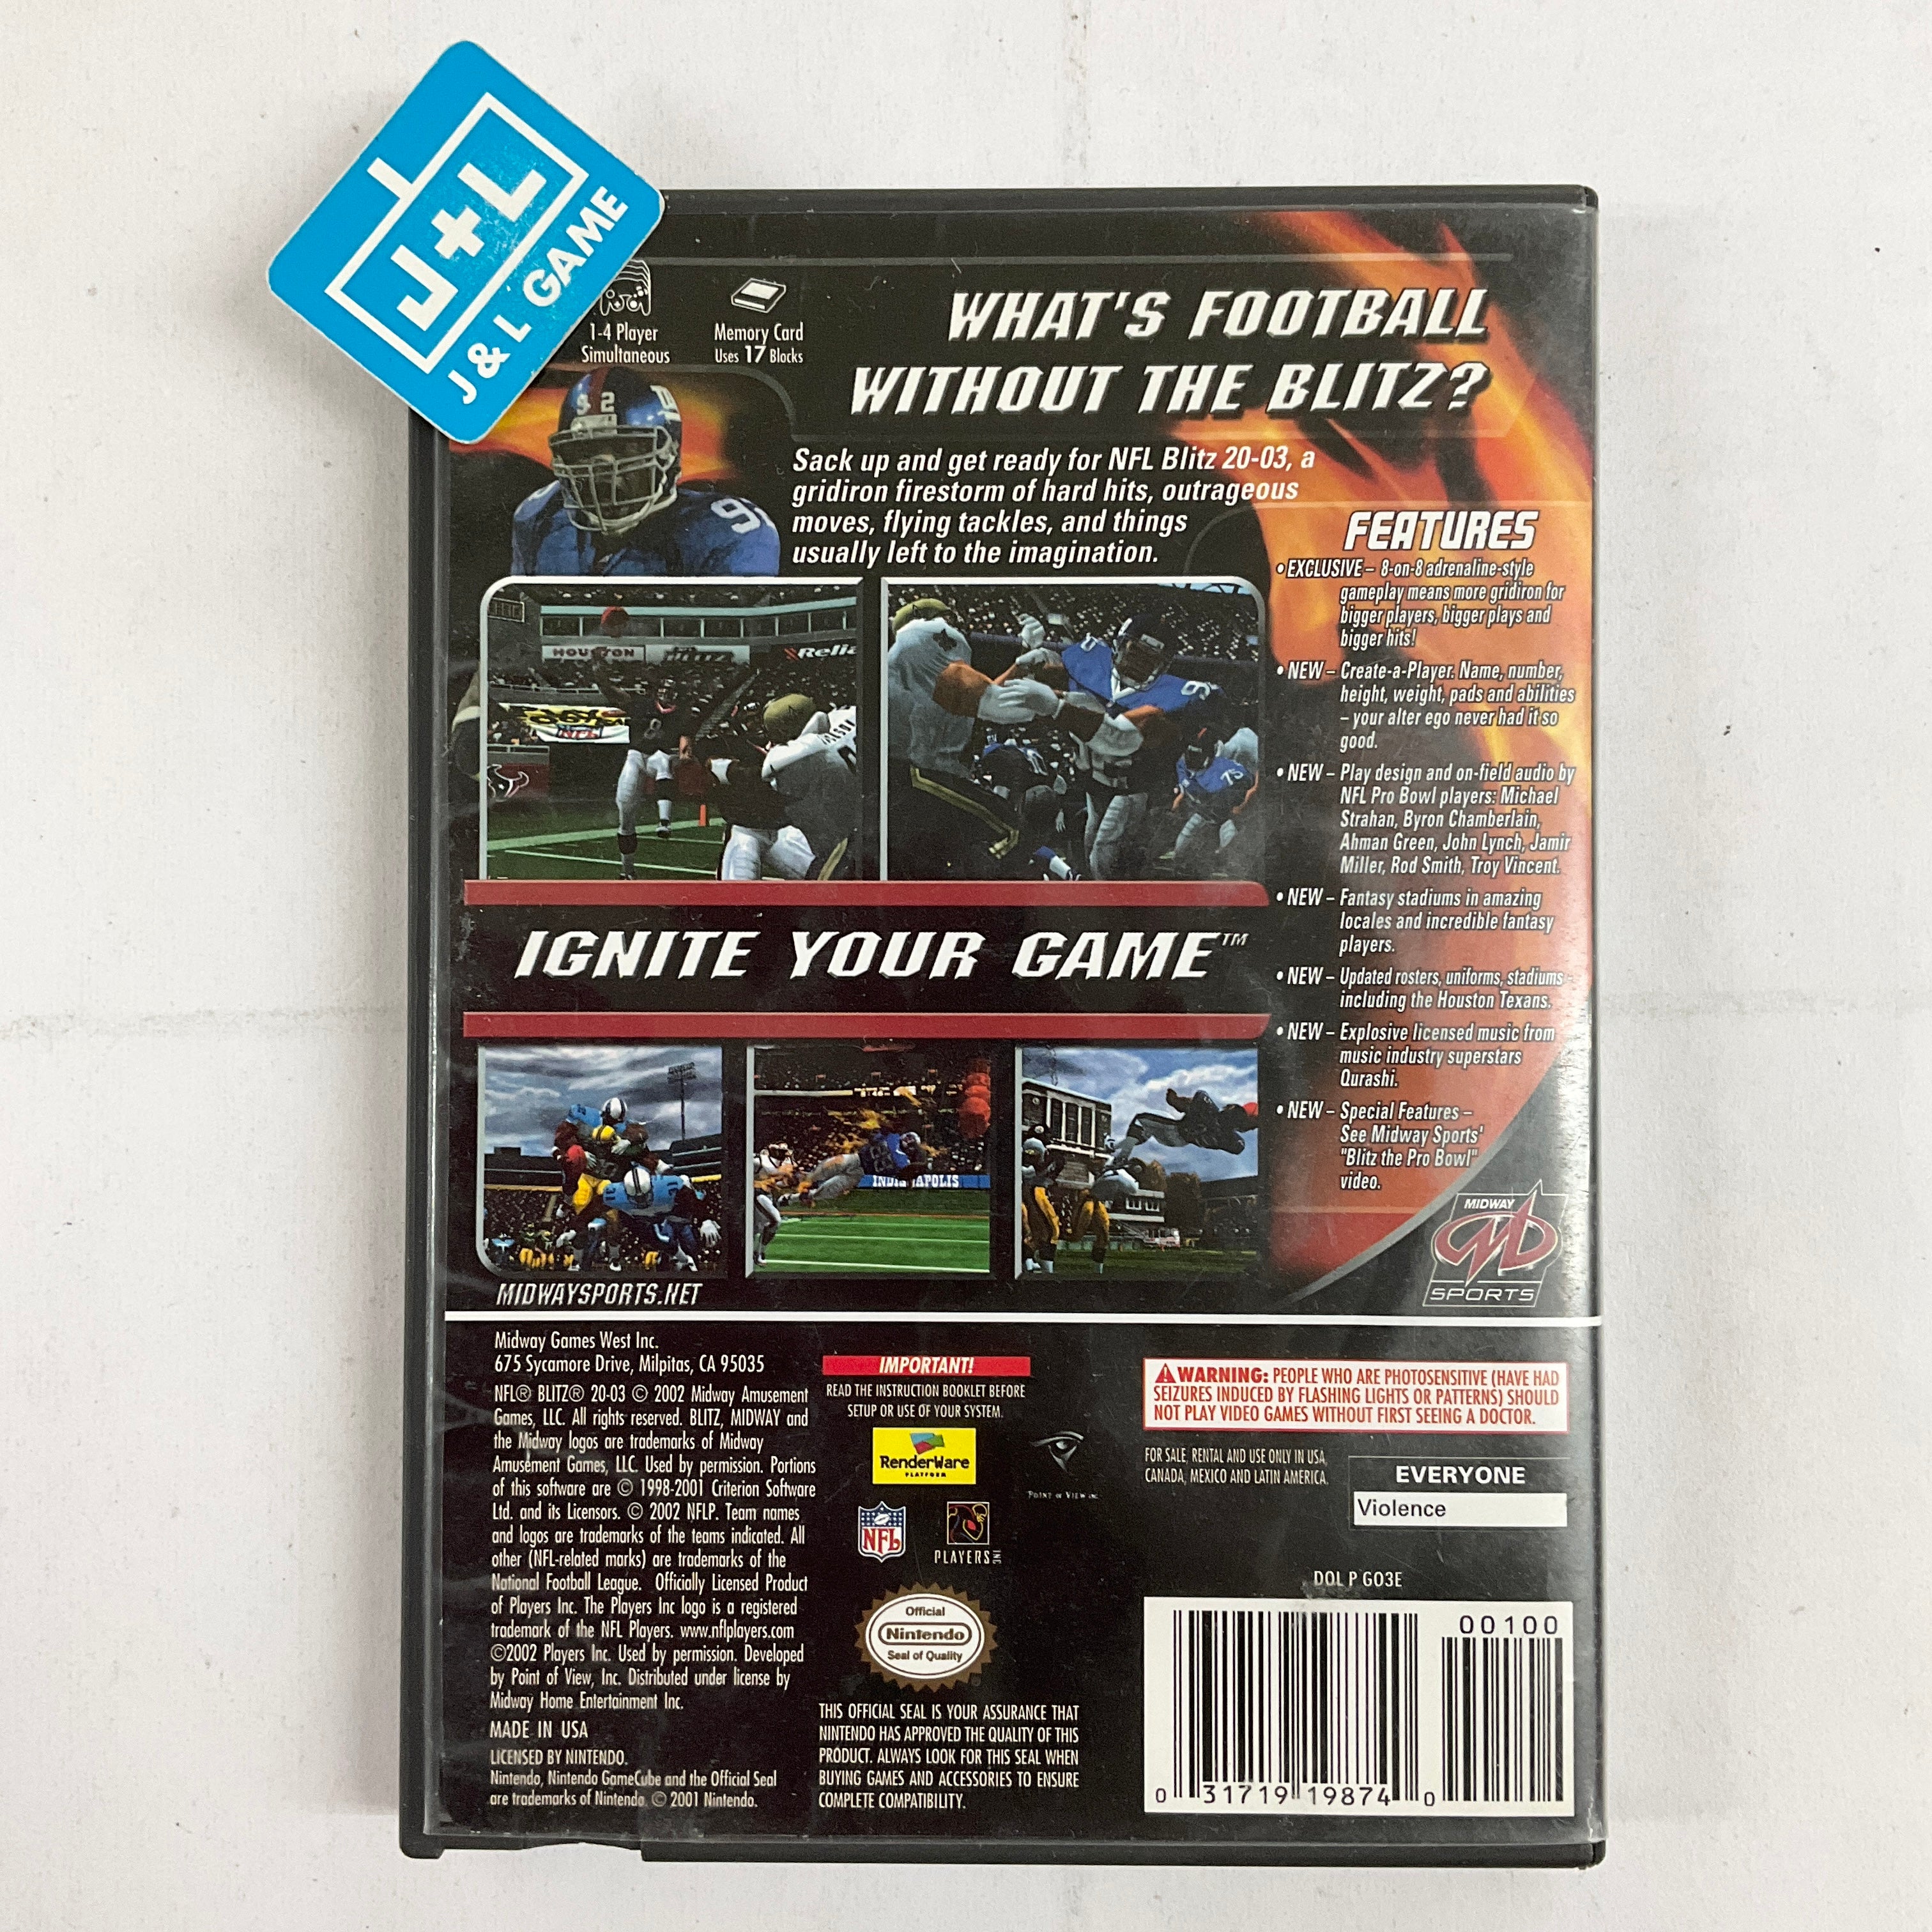 J+L
J & L GAME
1-4 Player
Simultaneous
Memory Card
Uses 17 Blocks
WHAT'S FOOTBALL
WITHOUT THE BLITZ?
Sack up and get ready for NFL Blitz 20-03, a
gridiron firestorm of hard hits, outrageous
moves, flying tackles, and things
usually left to the imagination.
92
HOUSTON
BLITZ
NFL
8
75
FEATURES
• EXCLUSIVE – 8-on-8 adrenaline-style
gameplay means more gridiron for
bigger players, bigger plays and
bigger hits!
• NEW – Create-a-Player. Name, number,
height, weight, pads and abilities
– your alter ego never had it so
good.
• NEW – Play design and on-field audio by
NFL Pro Bowl players: Michael
Strahan, Byron Chamberlain,
Ahman Green, John Lynch, Jamir
Miller, Rod Smith, Troy Vincent.
• NEW – Fantasy stadiums in amazing
locales and incredible fantasy
players.
• NEW – Updated rosters, uniforms, stadiums -
including the Houston Texans.
• NEW – Explosive licensed music from
music industry superstars
Qurashi.
• NEW – Special Features –
See Midway Sports'
"Blitz the Pro Bowl"
video.
IGNITE YOUR GAME™
INDIANAPOLIS
MIDWAYSPORTS.NET
MIDWAY
SPORTS
Midway Games West Inc.
675 Sycamore Drive, Milpitas, CA 95035
NFL® BLITZ® 20-03 © 2002 Midway Amusement
Games, LLC. All rights reserved. BLITZ, MIDWAY and
the Midway logos are trademarks of Midway
Amusement Games, LLC. Used by permission. Portions
of this software are © 1998-2001 Criterion Software
Ltd. and its Licensors. © 2002 NFLP. Team names
and logos are trademarks of the teams indicated. All
other (NFL-related marks) are trademarks of the
National Football League. Officially Licensed Product
of Players Inc. The Players Inc logo is a registered
trademark of the NFL Players. www.nflplayers.com
©2002 Players Inc. Used by permission. Developed
by Point of View, Inc. Distributed under license by
Midway Home Entertainment Inc.
MADE IN USA
LICENSED BY NINTENDO.
Nintendo, Nintendo GameCube and the Official Seal
are trademarks of Nintendo. © 2001 Nintendo.
IMPORTANT!
READ THE INSTRUCTION BOOKLET BEFORE
SETUP OR USE OF YOUR SYSTEM.
RenderWare
PLATFORM
POINT OF VIEW INC
NFL
PLAYERS INC
Official
Nintendo
Seal of Quality
THIS OFFICIAL SEAL IS YOUR ASSURANCE THAT
NINTENDO HAS APPROVED THE QUALITY OF THIS
PRODUCT. ALWAYS LOOK FOR THIS SEAL WHEN
BUYING GAMES AND ACCESSORIES TO ENSURE
COMPLETE COMPATIBILITY.
WARNING: PEOPLE WHO ARE PHOTOSENSITIVE (HAVE HAD
SEIZURES INDUCED BY FLASHING LIGHTS OR PATTERNS) SHOULD
NOT PLAY VIDEO GAMES WITHOUT FIRST SEEING A DOCTOR.
FOR SALE, RENTAL AND USE ONLY IN USA,
CANADA, MEXICO AND LATIN AMERICA.
EVERYONE
Violence
DOL P GO3E
00100
0 31719 19874 0